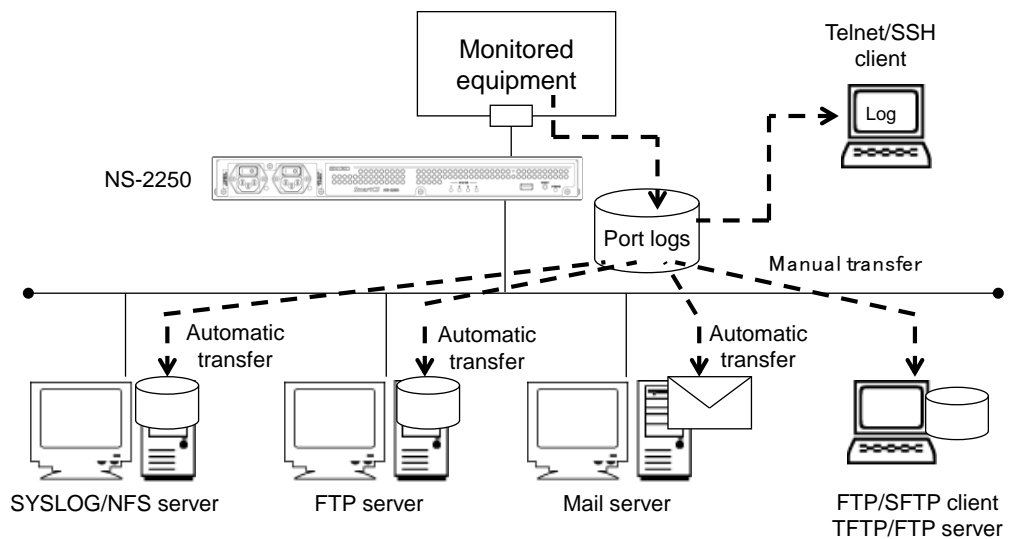 Monitored
equipment
Telnet/SSH
client
Log
NS-2250
Port logs
Manual transfer
Automatic
transfer
Automatic
transfer
Automatic
transfer
SYSLOG/NFS server
FTP server
Mail server
FTP/SFTP client
TFTP/FTP server